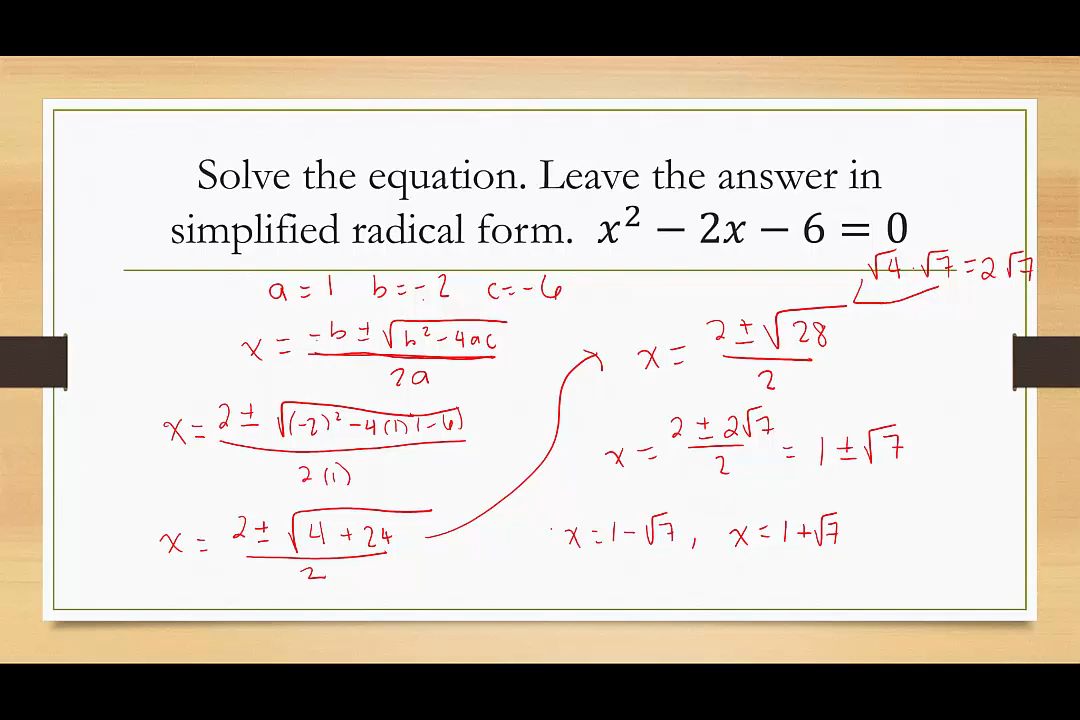 Solve the equation. Leave the answer in
simplified radical form. x² − 2x − 6 = 0
a = 1 b = -2 c = -6
x = (-b ± √(b² - 4ac)) / 2a
x = (2 ± √((-2)² - 4(1)(-6))) / 2(1)
x = (2 ± √(4 + 24)) / 2
√4 · √7 = 2√7
x = (2 ± √28) / 2
x = (2 ± 2√7) / 2 = 1 ± √7
x = 1 - √7 , x = 1 + √7